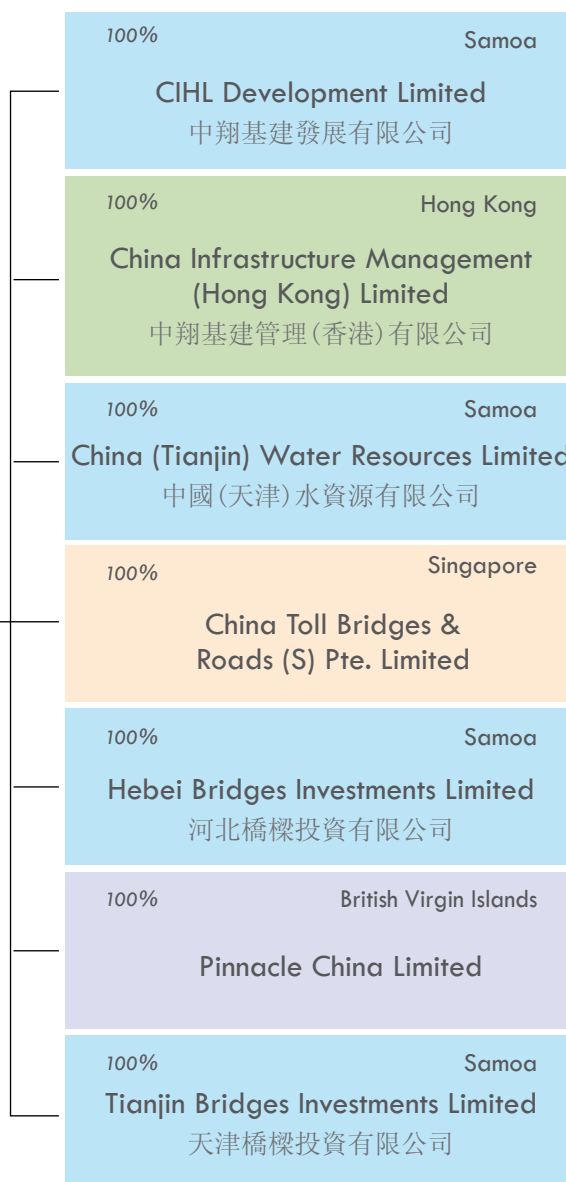 100% Samoa
CIHL Development Limited
中翔基建發展有限公司
100% Hong Kong
China Infrastructure Management
(Hong Kong) Limited
中翔基建管理(香港)有限公司
100% Samoa
China (Tianjin) Water Resources Limited
中國(天津)水資源有限公司
100% Singapore
China Toll Bridges &
Roads (S) Pte. Limited
100% Samoa
Hebei Bridges Investments Limited
河北橋樑投資有限公司
100% British Virgin Islands
Pinnacle China Limited
100% Samoa
Tianjin Bridges Investments Limited
天津橋樑投資有限公司